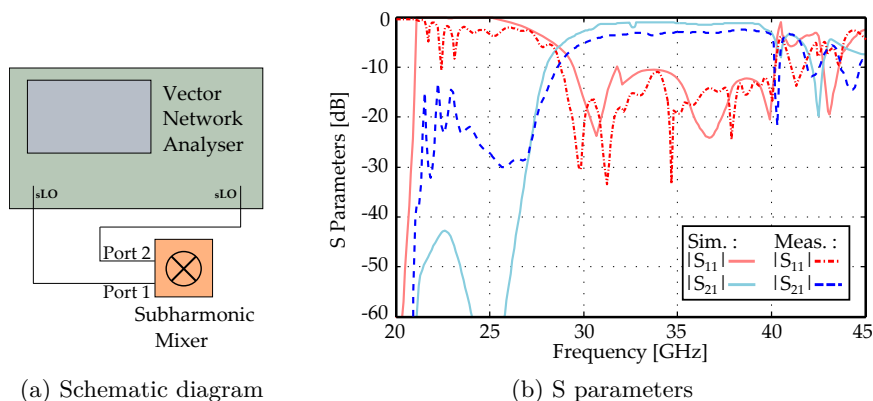 Vector
Network
Analyser
sLO sLO
Port 2
Port 1
Subharmonic
Mixer
(a) Schematic diagram
S Parameters [dB]
0
-10
-20
-30
-40
-50
-60
20 25 30 35 40 45
Frequency [GHz]
Sim. : Meas. :
|S11| |S11|
|S21| |S21|
(b) S parameters